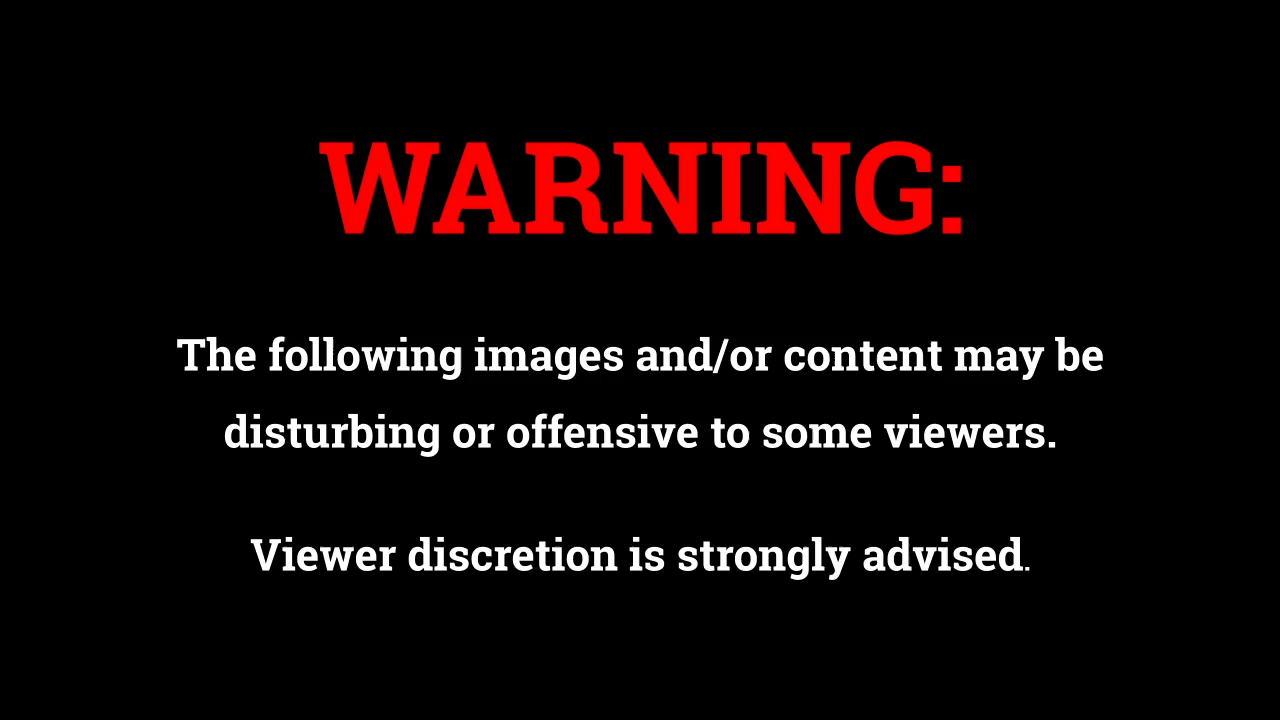 WARNING:
The following images and/or content may be
disturbing or offensive to some viewers.
Viewer discretion is strongly advised.